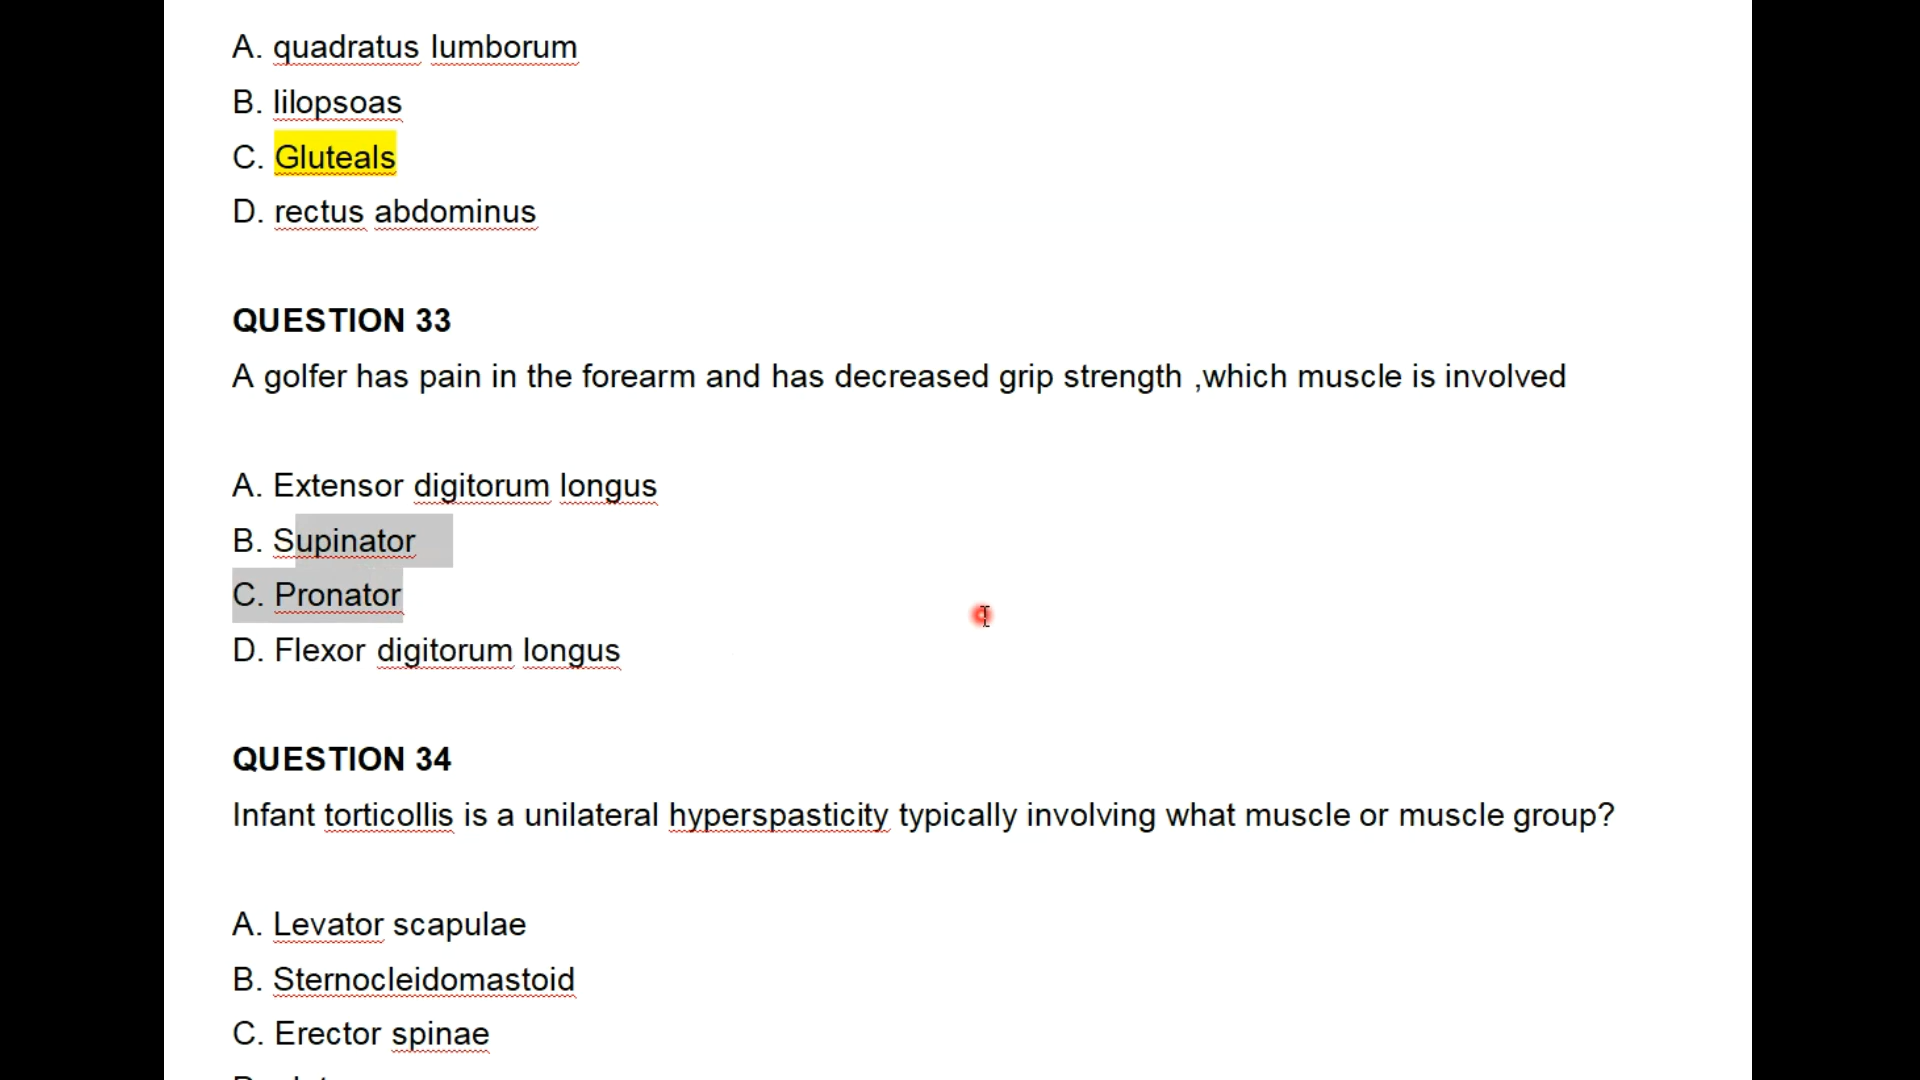 A. quadratus lumborum
B. lilopsoas
C. Gluteals
D. rectus abdominus
QUESTION 33
A golfer has pain in the forearm and has decreased grip strength ,which muscle is involved
A. Extensor digitorum longus
B. Supinator
C. Pronator
D. Flexor digitorum longus
QUESTION 34
Infant torticollis is a unilateral hyperspasticity typically involving what muscle or muscle group?
A. Levator scapulae
B. Sternocleidomastoid
C. Erector spinae